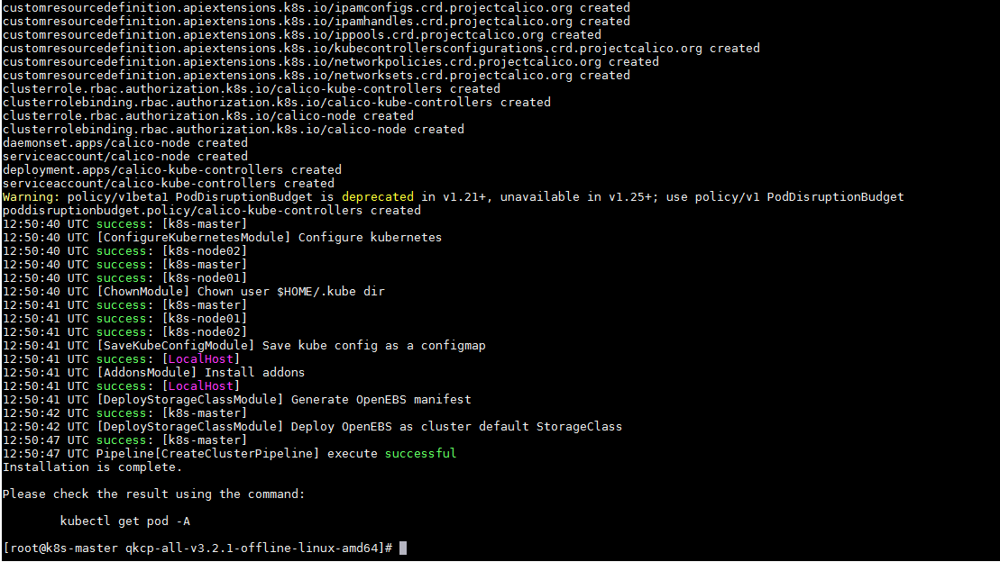 customresourcedefinition.apiextensions.k8s.io/ipamconfigs.crd.projectcalico.org created
customresourcedefinition.apiextensions.k8s.io/ipamhandles.crd.projectcalico.org created
customresourcedefinition.apiextensions.k8s.io/ippools.crd.projectcalico.org created
customresourcedefinition.apiextensions.k8s.io/kubecontrollersconfigurations.crd.projectcalico.org created
customresourcedefinition.apiextensions.k8s.io/networkpolicies.crd.projectcalico.org created
customresourcedefinition.apiextensions.k8s.io/networksets.crd.projectcalico.org created
clusterrole.rbac.authorization.k8s.io/calico-kube-controllers created
clusterrolebinding.rbac.authorization.k8s.io/calico-kube-controllers created
clusterrole.rbac.authorization.k8s.io/calico-node created
clusterrolebinding.rbac.authorization.k8s.io/calico-node created
daemonset.apps/calico-node created
serviceaccount/calico-node created
deployment.apps/calico-kube-controllers created
serviceaccount/calico-kube-controllers created
Warning: policy/v1beta1 PodDisruptionBudget is deprecated in v1.21+, unavailable in v1.25+; use policy/v1 PodDisruptionBudget
poddisruptionbudget.policy/calico-kube-controllers created
12:50:40 UTC success: [k8s-master]
12:50:40 UTC [ConfigureKubernetesModule] Configure kubernetes
12:50:40 UTC success: [k8s-node02]
12:50:40 UTC success: [k8s-master]
12:50:40 UTC success: [k8s-node01]
12:50:40 UTC [ChownModule] Chown user $HOME/.kube dir
12:50:41 UTC success: [k8s-master]
12:50:41 UTC success: [k8s-node01]
12:50:41 UTC success: [k8s-node02]
12:50:41 UTC [SaveKubeConfigModule] Save kube config as a configmap
12:50:41 UTC success: [LocalHost]
12:50:41 UTC [AddonsModule] Install addons
12:50:41 UTC success: [LocalHost]
12:50:41 UTC [DeployStorageClassModule] Generate OpenEBS manifest
12:50:42 UTC success: [k8s-master]
12:50:42 UTC [DeployStorageClassModule] Deploy OpenEBS as cluster default StorageClass
12:50:47 UTC success: [k8s-master]
12:50:47 UTC Pipeline[CreateClusterPipeline] execute successful
Installation is complete.
Please check the result using the command:
kubectl get pod -A
[root@k8s-master qkcp-all-v3.2.1-offline-linux-amd64]#